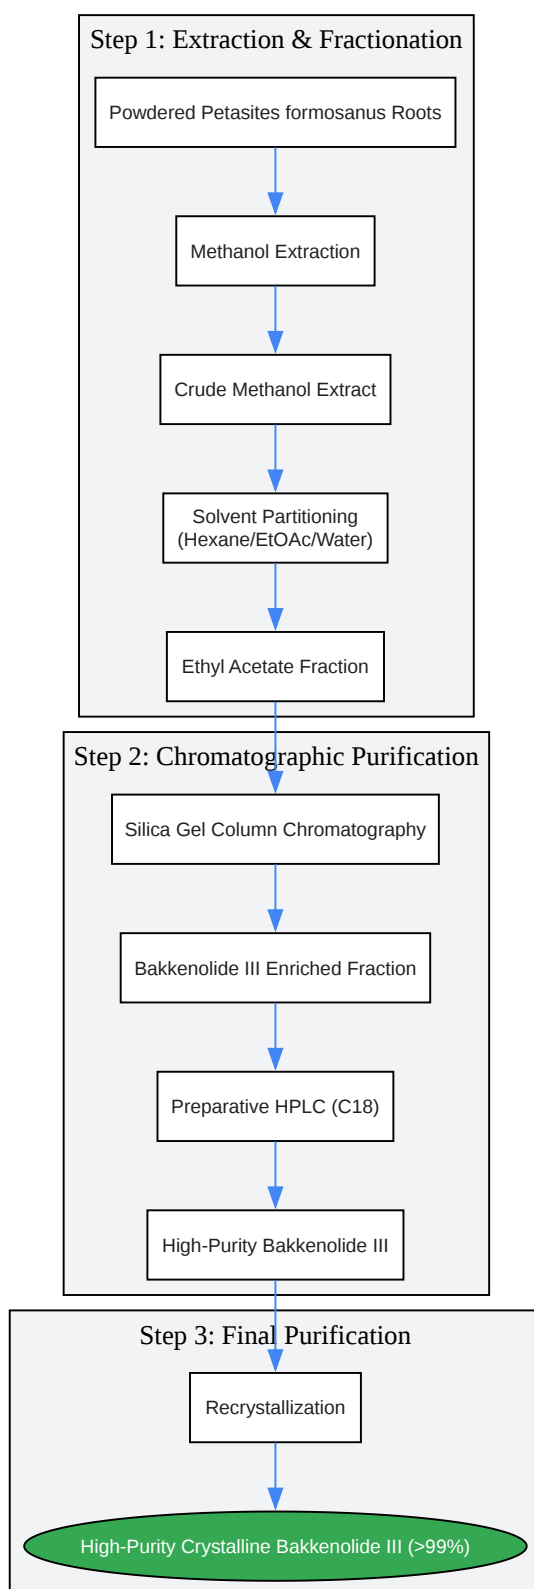 Step 1: Extraction & Fractionation
Powdered Petasites formosanus Roots
Methanol Extraction
Crude Methanol Extract
Solvent Partitioning
(Hexane/EtOAc/Water)
Ethyl Acetate Fraction
Step 2: Chromatographic Purification
Silica Gel Column Chromatography
Bakkenolide III Enriched Fraction
Preparative HPLC (C18)
High-Purity Bakkenolide III
Step 3: Final Purification
Recrystallization
High-Purity Crystalline Bakkenolide III (>99%)